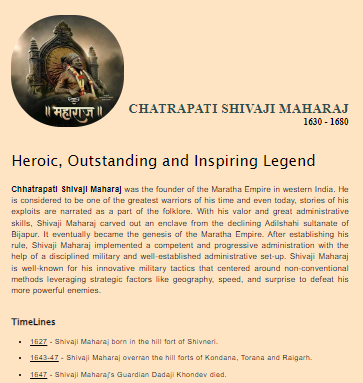 ॥ महाराज ॥
CHATRAPATI SHIVAJI MAHARAJ
1630 - 1680
Heroic, Outstanding and Inspiring Legend
Chhatrapati Shivaji Maharaj was the founder of the Maratha Empire in western India. He
is considered to be one of the greatest warriors of his time and even today, stories of his
exploits are narrated as a part of the folklore. With his valor and great administrative
skills, Shivaji Maharaj carved out an enclave from the declining Adilshahi sultanate of
Bijapur. It eventually became the genesis of the Maratha Empire. After establishing his
rule, Shivaji Maharaj implemented a competent and progressive administration with the
help of a disciplined military and well-established administrative set-up. Shivaji Maharaj
is well-known for his innovative military tactics that centered around non-conventional
methods leveraging strategic factors like geography, speed, and surprise to defeat his
more powerful enemies.
TimeLines
• 1627 - Shivaji Maharaj born in the hill fort of Shivneri.
• 1643-47 - Shivaji Maharaj overran the hill forts of Kondana, Torana and Raigarh.
• 1647 - Shivaji Maharaj's Guardian Dadaji Khondev died.